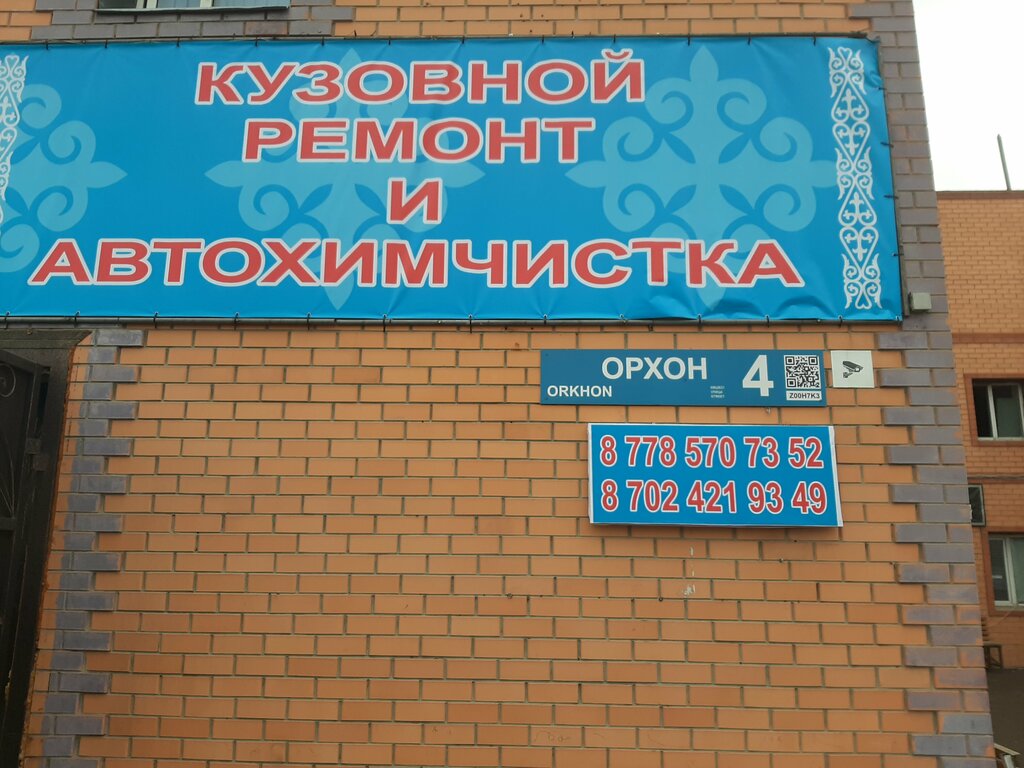 КУЗОВНОЙ
РЕМОНТ
И
АВТОХИМЧИСТКА
ОРХОН 4
ORKHON
Z00H7K3
8 778 570 73 52
8 702 421 93 49